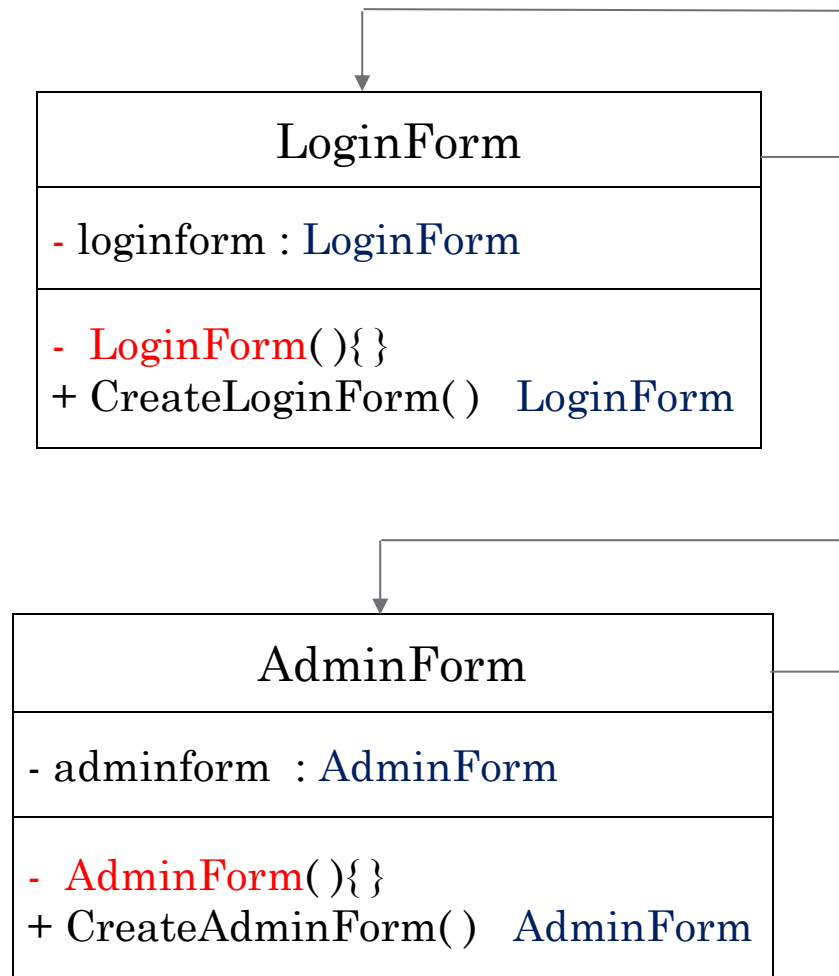 LoginForm
- loginform : LoginForm
- LoginForm(){}
+ CreateLoginForm() LoginForm
AdminForm
- adminform : AdminForm
- AdminForm(){}
+ CreateAdminForm() AdminForm